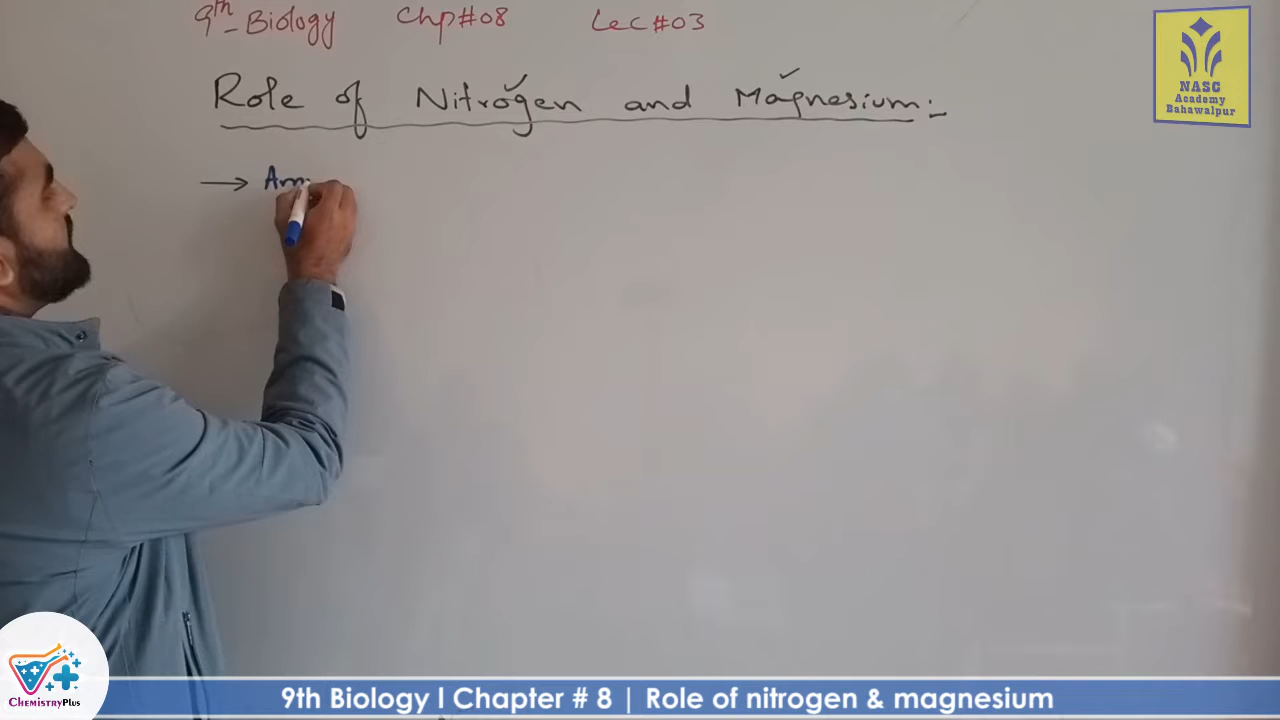 9th - Biology Chp#08 Lec#03
Role of Nitrogen and Magnesium:-
→ Am
NASC
Academy
Bahawalpur
ChemistryPlus
9th Biology l Chapter # 8 | Role of nitrogen & magnesium